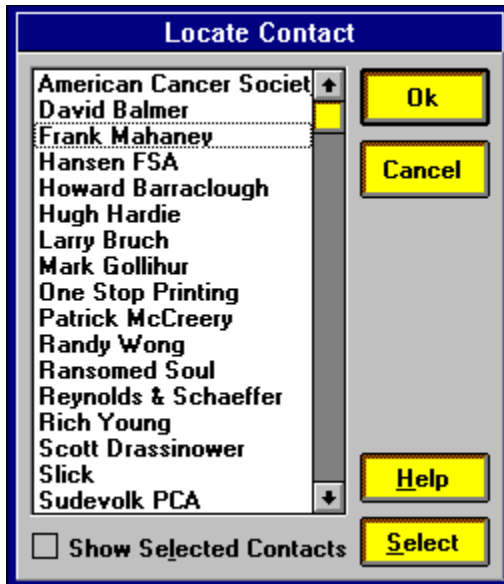 Locate Contact
American Cancer Societ
David Balmer
Frank Mahaney
Hansen FSA
Howard Barraclough
Hugh Hardie
Larry Bruch
Mark Gollihur
One Stop Printing
Patrick McCreery
Randy Wong
Ransomed Soul
Reynolds & Schaeffer
Rich Young
Scott Drassinower
Slick
Sudevolk PCA
Show Selected Contacts
Ok
Cancel
Help
Select